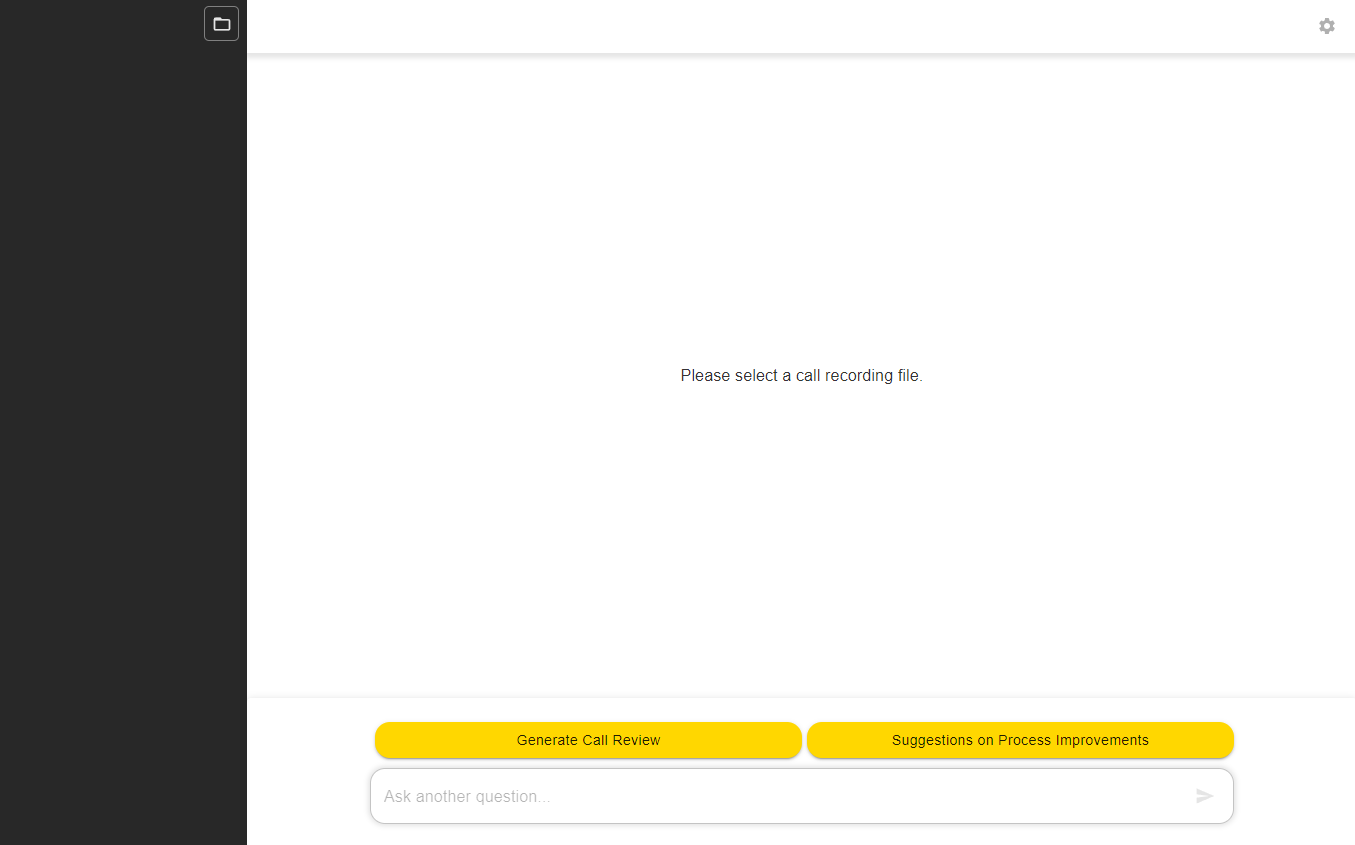 Please select a call recording file.
Generate Call Review
Suggestions on Process Improvements
Ask another question...